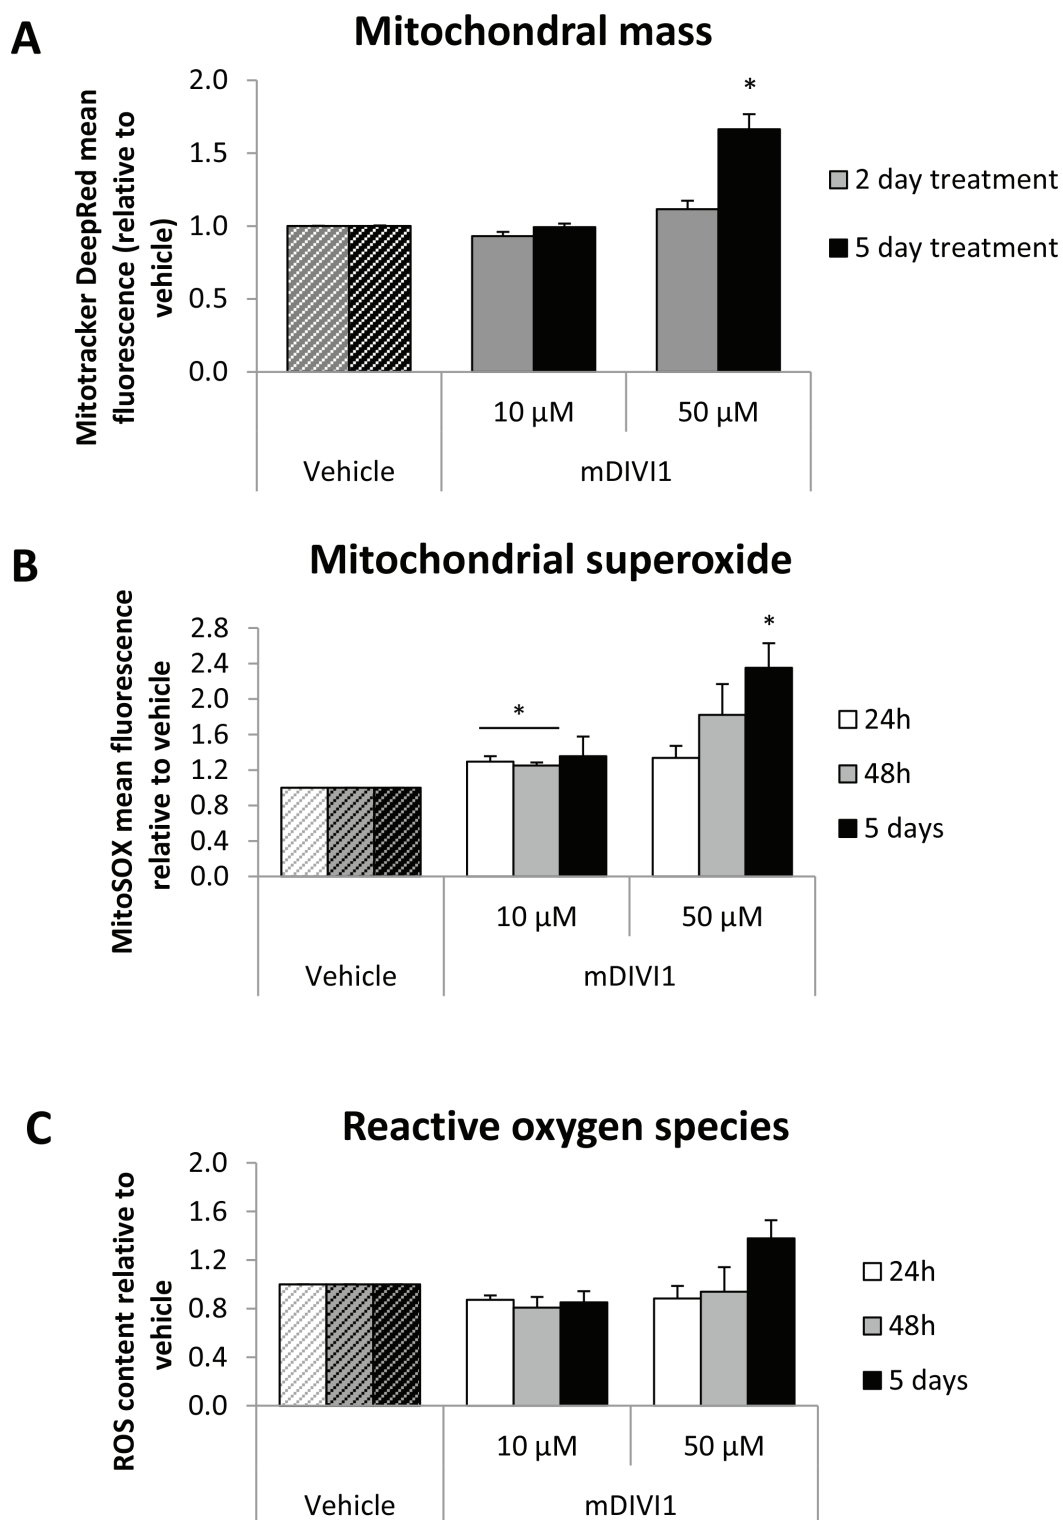 A
Mitochondral mass
Mitotracker DeepRed mean
fluorescence (relative to
vehicle)
2.0
1.5
1.0
0.5
0.0
*
2 day treatment
5 day treatment
10 µM
50 µM
Vehicle
mDIVI1
B
Mitochondrial superoxide
MitoSOX mean fluorescence
relative to vehicle
2.8
2.4
2.0
1.6
1.2
0.8
0.4
0.0
*
*
24h
48h
5 days
10 µM
50 µM
Vehicle
mDIVI1
C
Reactive oxygen species
ROS content relative to
vehicle
2.0
1.6
1.2
0.8
0.4
0.0
24h
48h
5 days
10 µM
50 µM
Vehicle
mDIVI1